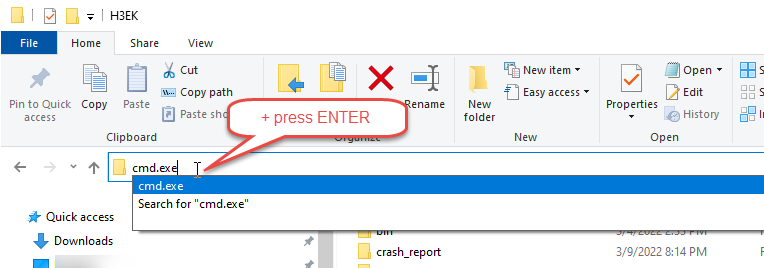 H3EK
File Home Share View
Pin to Quick access
Copy
Paste
Cut
Copy path
Paste sho
Clipboard
Organize
Rename
New folder
New item
Easy access
New
Properties
Open
Edit
History
Open
S
S
I
+ press ENTER
cmd.exe
cmd.exe
Search for "cmd.exe"
Quick access
Downloads
bin 3/4/2022 2:53 PM F
crash_report 3/9/2022 8:14 PM F